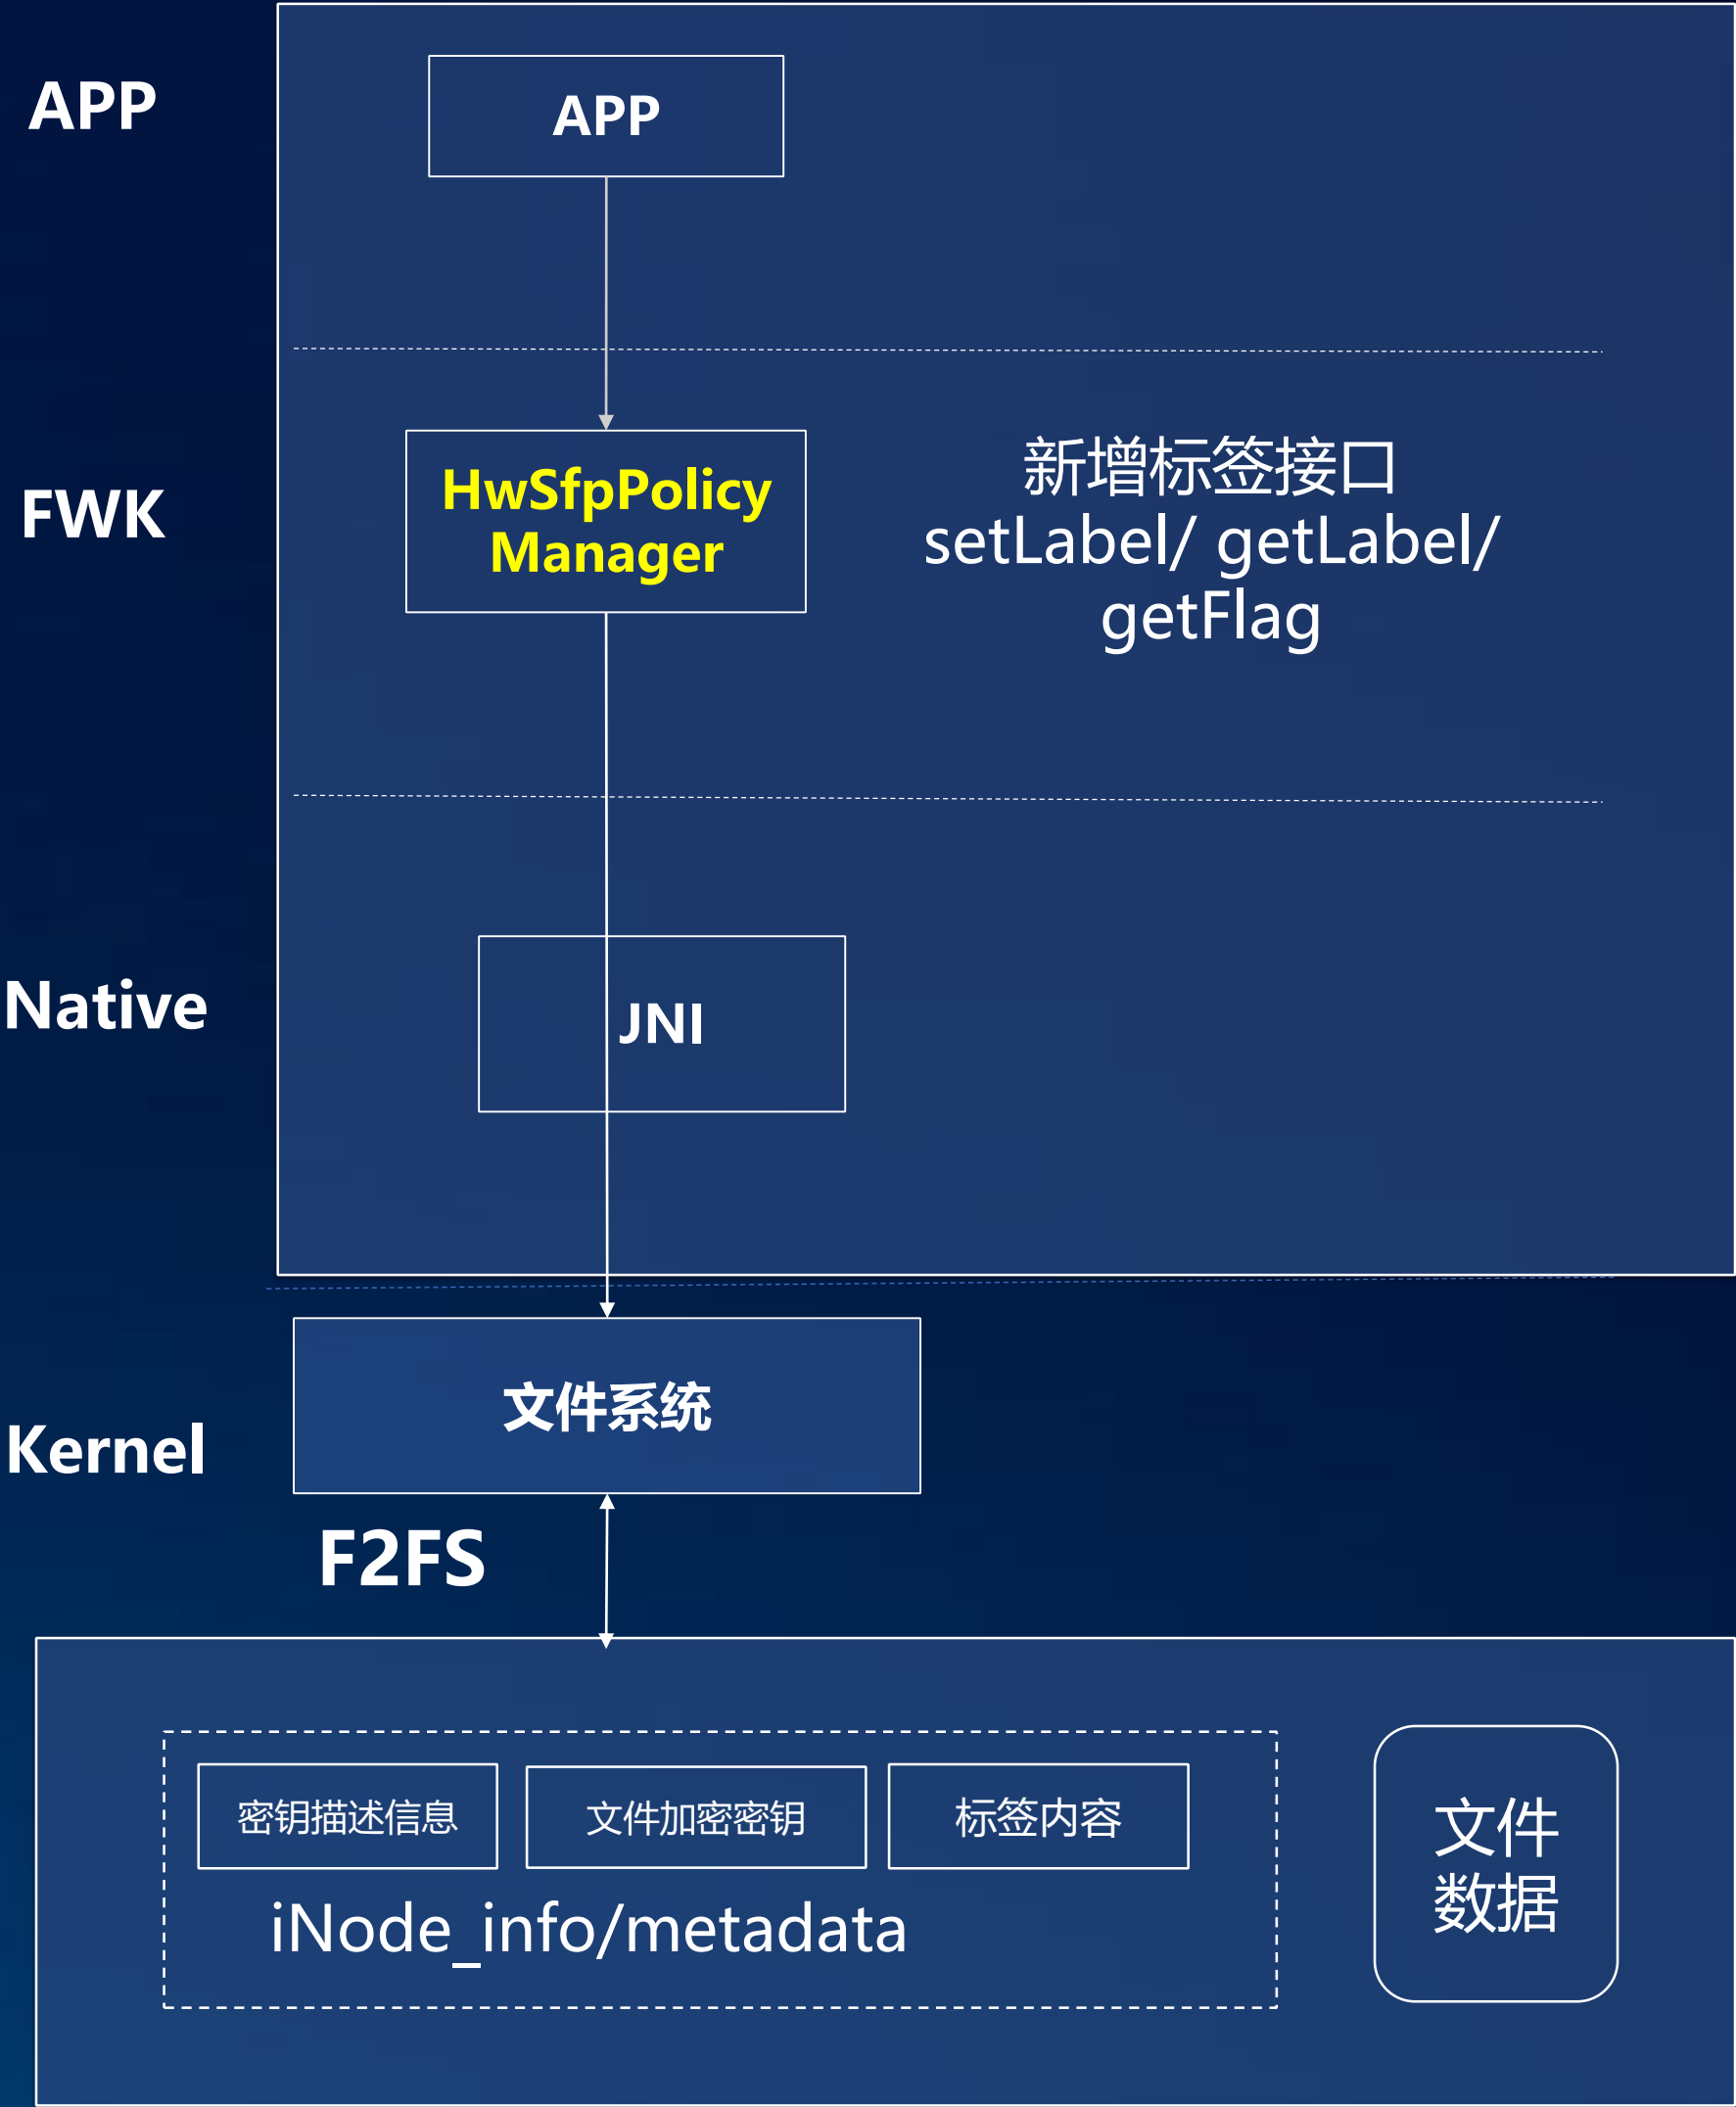 APP
APP
FWK
HwSfpPolicy
Manager
新增标签接口
setLabel/ getLabel/
getFlag
Native
JNI
Kernel
文件系统
F2FS
密钥描述信息
文件加密密钥
标签内容
iNode_info/metadata
文件
数据